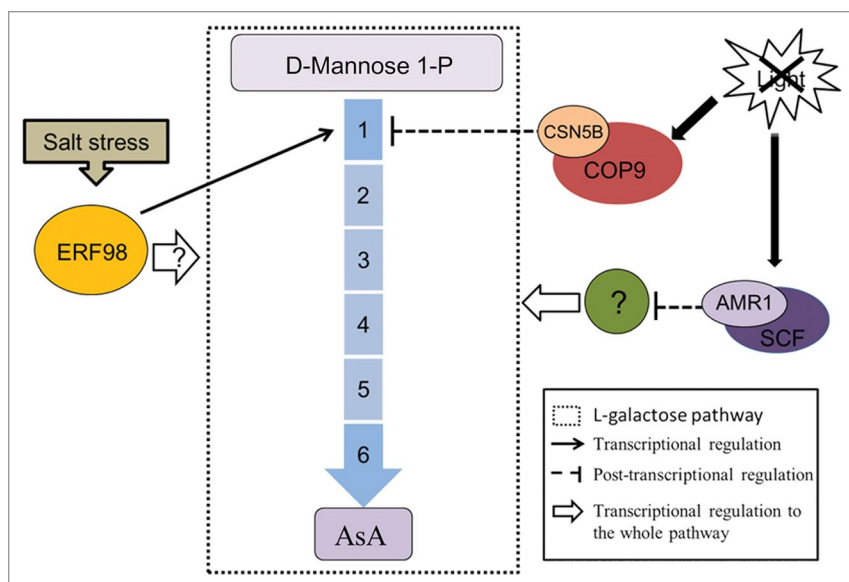 D-Mannose 1-P
Light
Salt stress
1
CSN5B
COP9
2
ERF98
?
3
4
?
AMR1
SCF
5
6
AsA
L-galactose pathway
Transcriptional regulation
Post-transcriptional regulation
Transcriptional regulation to
the whole pathway